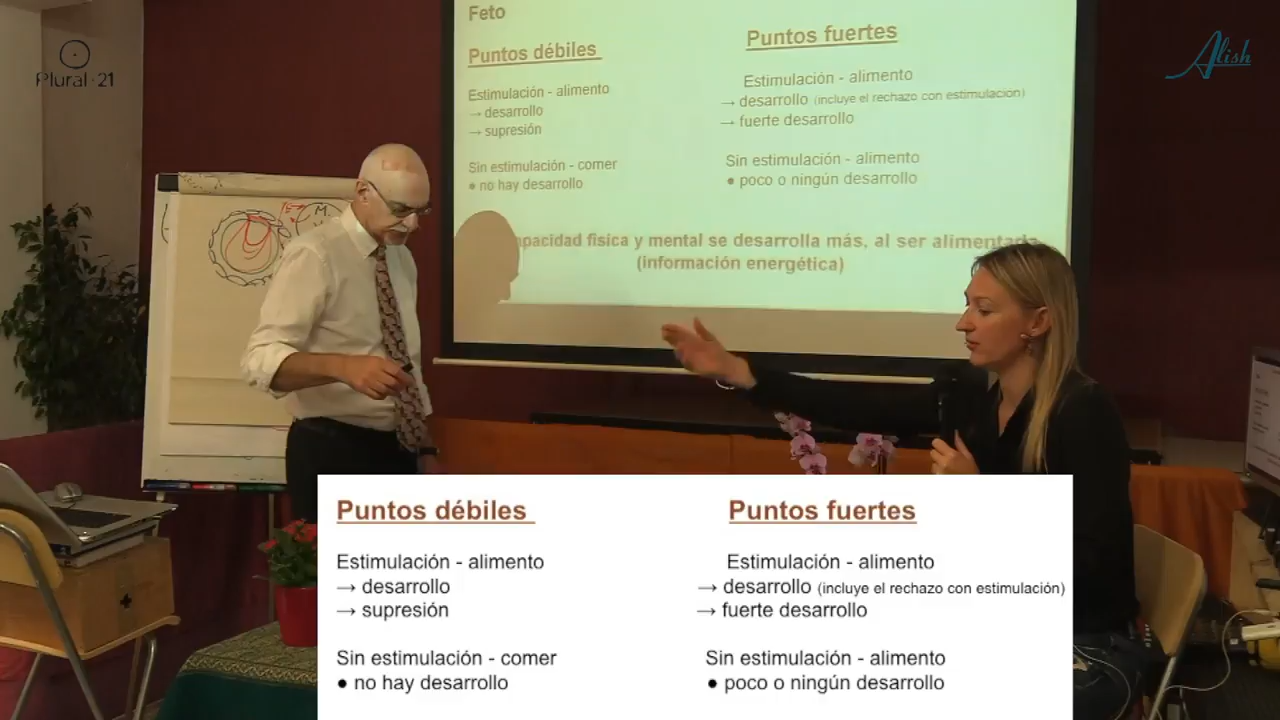 Plural·21
Alish
Feto
Puntos débiles
Estimulación - alimento
→ desarrollo
→ supresión
Sin estimulación - comer
• no hay desarrollo
Puntos fuertes
Estimulación - alimento
→ desarrollo (incluye el rechazo con estimulación)
→ fuerte desarrollo
Sin estimulación - alimento
• poco o ningún desarrollo
física y mental se desarrolla más, al ser
(información energética)
Puntos débiles
Estimulación - alimento
→ desarrollo
→ supresión
Sin estimulación - comer
• no hay desarrollo
Puntos fuertes
Estimulación - alimento
→ desarrollo (incluye el rechazo con estimulación)
→ fuerte desarrollo
Sin estimulación - alimento
• poco o ningún desarrollo